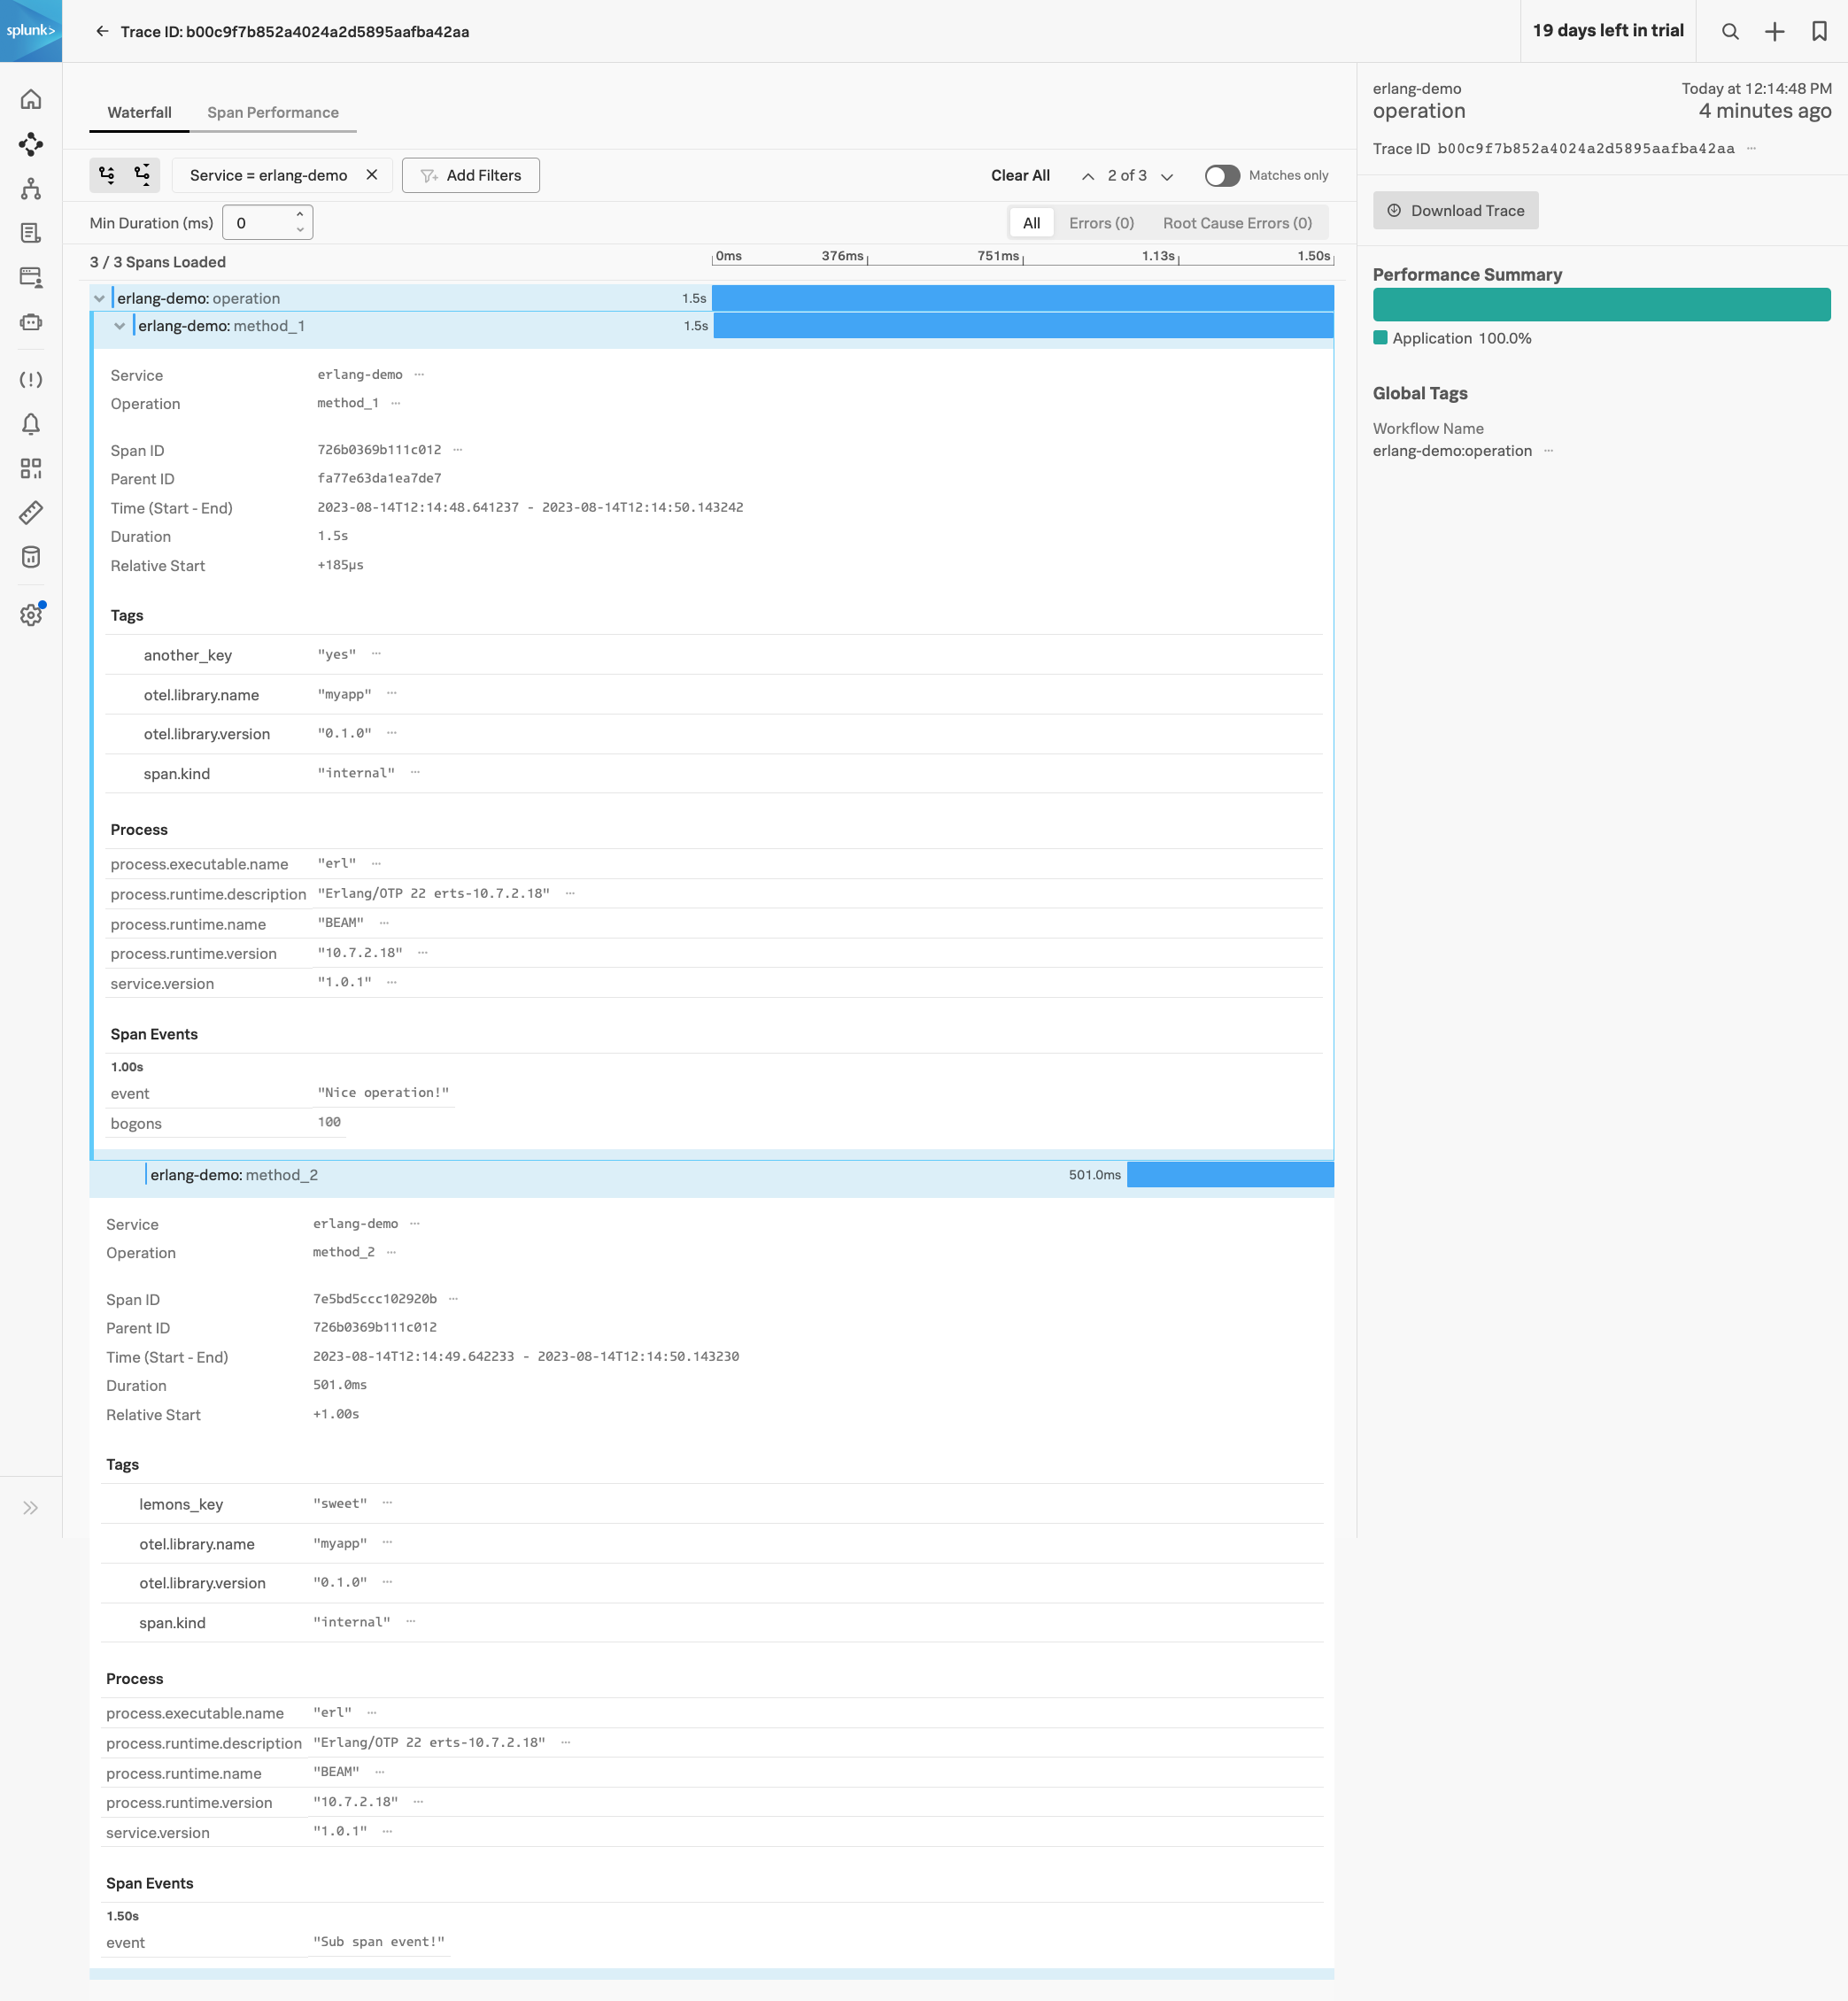 splunk>
Trace ID: b00c9f7b852a4024a2d5895aafba42aa
19 days left in trial
Waterfall Span Performance
Service = erlang-demo Add Filters Clear All 2 of 3 Matches only
Min Duration (ms) 0 All Errors (0) Root Cause Errors (0)
3 / 3 Spans Loaded 0ms 376ms 751ms 1.13s 1.50s
erlang-demo: operation 1.5s
erlang-demo: method_1 1.5s
Service erlang-demo ...
Operation method_1 ...
Span ID 726b0369b111c012 ...
Parent ID fa77e63da1ea7de7
Time (Start - End) 2023-08-14T12:14:48.641237 - 2023-08-14T12:14:50.143242
Duration 1.5s
Relative Start +185μs
Tags
another_key "yes" ...
otel.library.name "myapp" ...
otel.library.version "0.1.0" ...
span.kind "internal" ...
Process
process.executable.name "erl" ...
process.runtime.description "Erlang/OTP 22 erts-10.7.2.18" ...
process.runtime.name "BEAM" ...
process.runtime.version "10.7.2.18" ...
service.version "1.0.1" ...
Span Events
1.00s
event "Nice operation!"
bogons 100
erlang-demo: method_2 501.0ms
Service erlang-demo ...
Operation method_2 ...
Span ID 7e5bd5ccc102920b ...
Parent ID 726b0369b111c012
Time (Start - End) 2023-08-14T12:14:49.642233 - 2023-08-14T12:14:50.143230
Duration 501.0ms
Relative Start +1.00s
Tags
lemons_key "sweet" ...
otel.library.name "myapp" ...
otel.library.version "0.1.0" ...
span.kind "internal" ...
Process
process.executable.name "erl" ...
process.runtime.description "Erlang/OTP 22 erts-10.7.2.18" ...
process.runtime.name "BEAM" ...
process.runtime.version "10.7.2.18" ...
service.version "1.0.1" ...
Span Events
1.50s
event "Sub span event!"
erlang-demo Today at 12:14:48 PM
operation 4 minutes ago
Trace ID b00c9f7b852a4024a2d5895aafba42aa ...
Download Trace
Performance Summary
Application 100.0%
Global Tags
Workflow Name
erlang-demo:operation ...